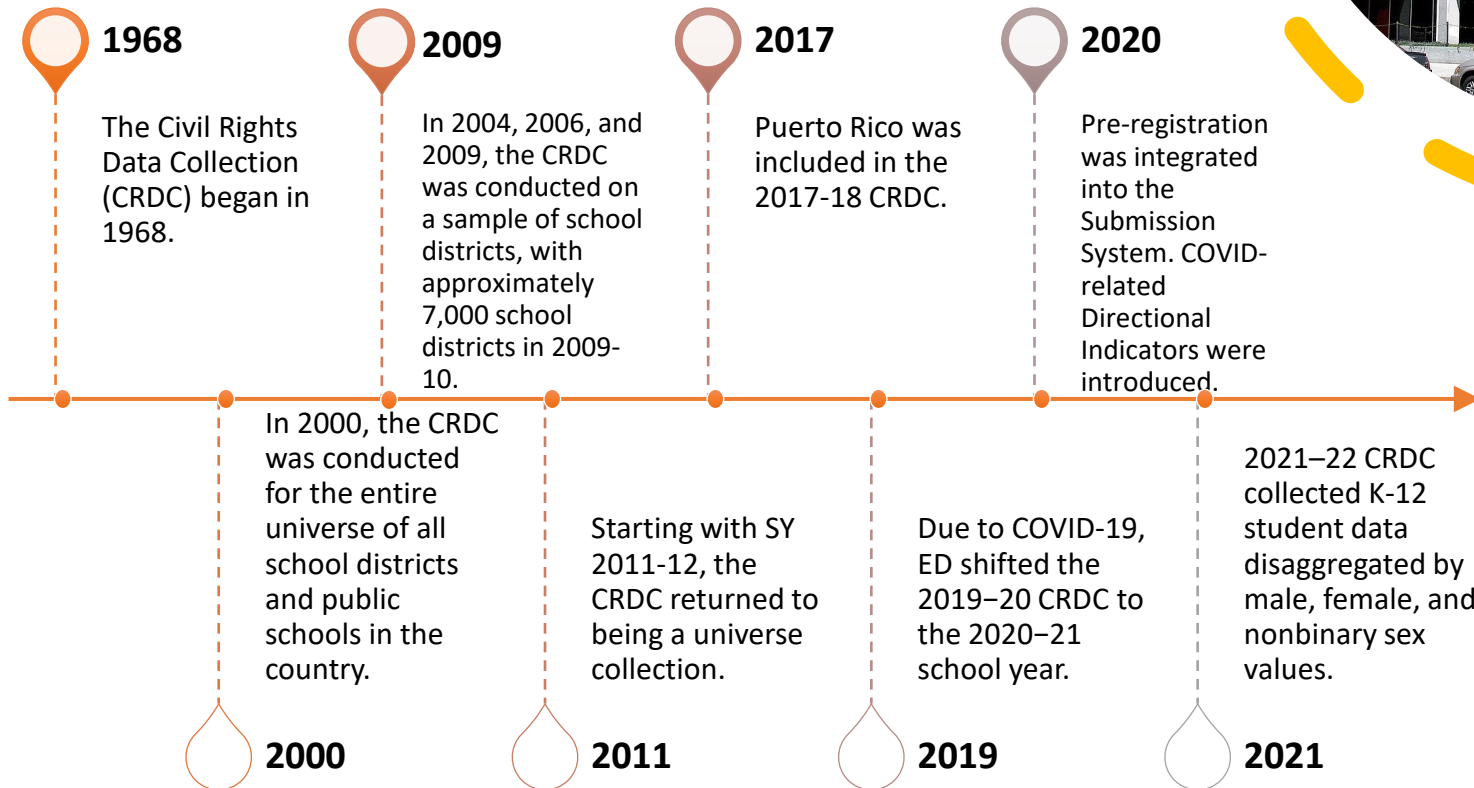 1968
The Civil Rights
Data Collection
(CRDC) began in
1968.
2009
In 2004, 2006, and
2009, the CRDC
was conducted on
a sample of school
districts, with
approximately
7,000 school
districts in 2009-
10.
2017
Puerto Rico was
included in the
2017-18 CRDC.
2020
Pre-registration
was integrated
into the
Submission
System. COVID-
related
Directional
Indicators were
introduced.
In 2000, the CRDC
was conducted
for the entire
universe of all
school districts
and public
schools in the
country.
2000
Starting with SY
2011-12, the
CRDC returned to
being a universe
collection.
2011
Due to COVID-19,
ED shifted the
2019–20 CRDC to
the 2020–21
school year.
2019
2021–22 CRDC
collected K-12
student data
disaggregated by
male, female, and
nonbinary sex
values.
2021